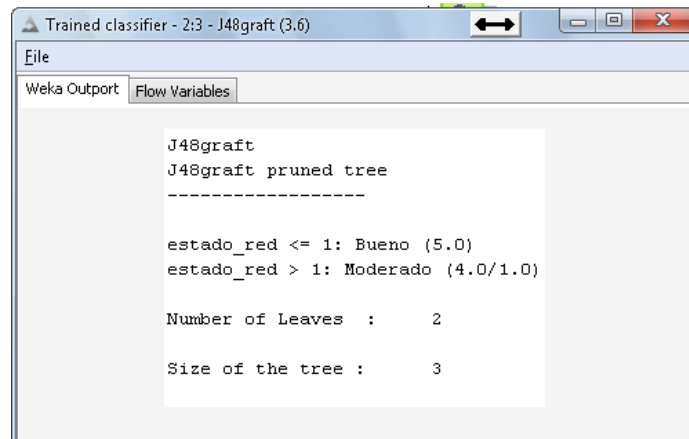 Trained classifier - 2:3 - J48graft (3.6)
File
Weka Outport Flow Variables
J48graft
J48graft pruned tree
------------------
estado_red <= 1: Bueno (5.0)
estado_red > 1: Moderado (4.0/1.0)
Number of Leaves  :     2
Size of the tree :     3